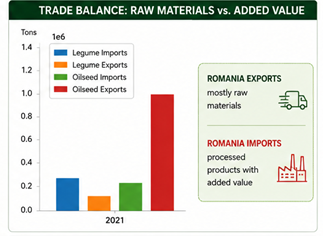 TRADE BALANCE: RAW MATERIALS vs. ADDED VALUE
Tons
1e6
1.4
1.2
1.0
0.4
0.6
0.4
0.2
0.0
Legume Imports
Legume Exports
Oilseed Imports
Oilseed Exports
2021
ROMANIA EXPORTS
mostly raw
materials
ROMANIA IMPORTS
processed
products with
added value